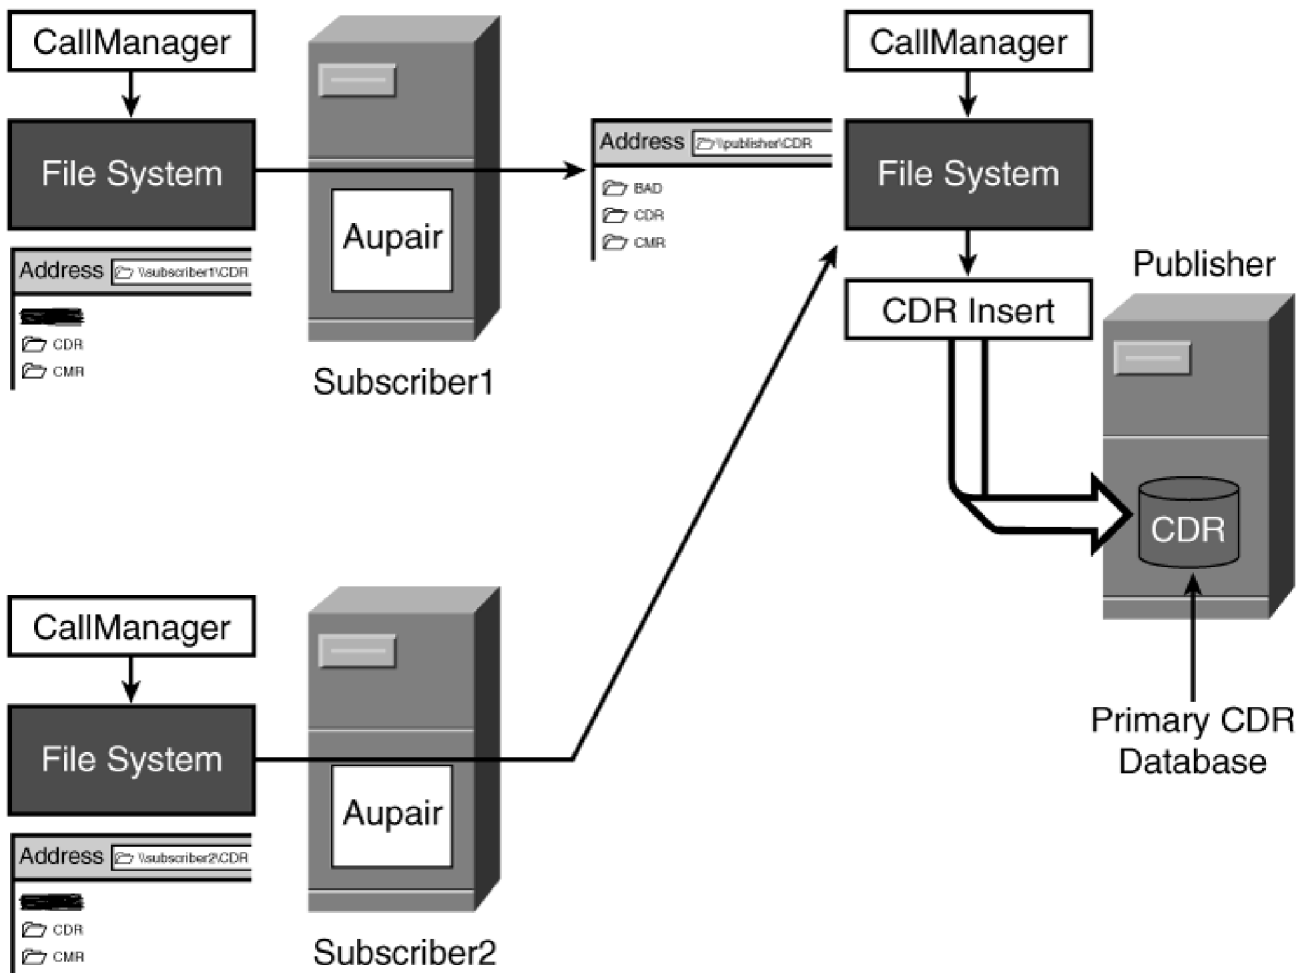 CallManager
File System
Address \\subscriber1\CDR
CDR
CMR
Aupair
Subscriber1
Address \\publisher\CDR
BAD
CDR
CMR
CallManager
File System
CDR Insert
Publisher
CDR
Primary CDR
Database
CallManager
File System
Address \\subscriber2\CDR
CDR
CMR
Aupair
Subscriber2